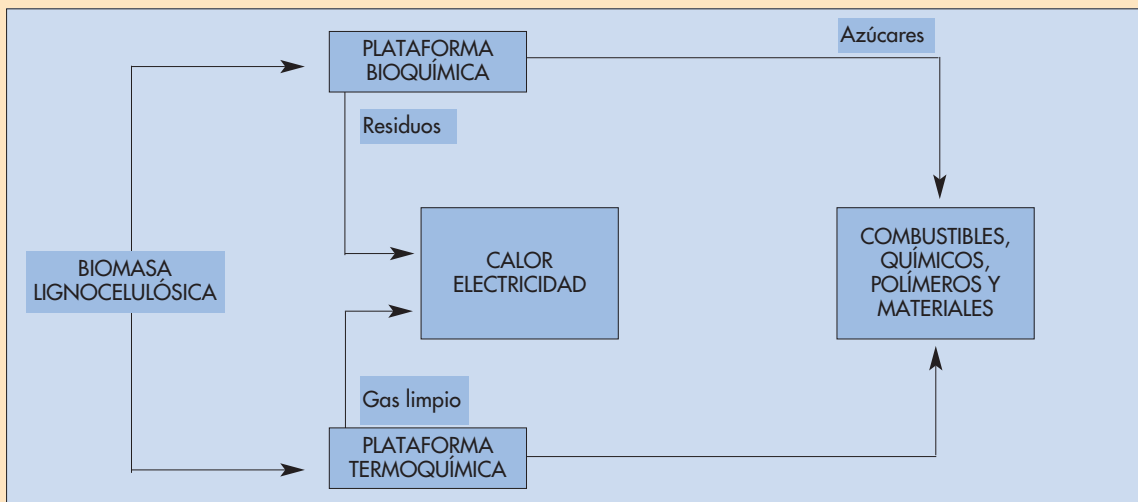 PLATAFORMA
BIOQUÍMICA
Azúcares
Residuos
BIOMASA
LIGNOCELULÓSICA
CALOR
ELECTRICIDAD
COMBUSTIBLES,
QUÍMICOS,
POLÍMEROS Y
MATERIALES
Gas limpio
PLATAFORMA
TERMOQUÍMICA